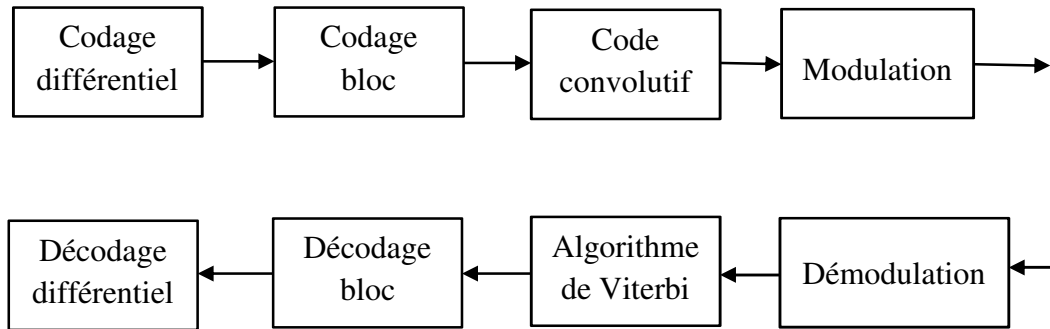 Codage
différentiel
Codage
bloc
Code
convolutif
Modulation
Décodage
différentiel
Décodage
bloc
Algorithme
de Viterbi
Démodulation